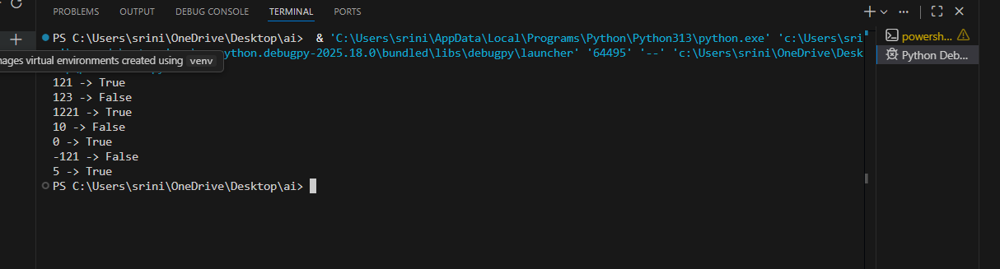 PROBLEMS OUTPUT DEBUG CONSOLE TERMINAL PORTS
PS C:\Users\srini\OneDrive\Desktop\ai> & 'C:\Users\srini\AppData\Local\Programs\Python\Python313\python.exe' 'c:\Users\sri
powersh...
nages virtual environments created using venv
python.debugpy-2025.18.0\bundled\libs\debugpy\launcher' '64495' '--' 'c:\Users\srini\OneDrive\Desk
Python Deb...
121 -> True
123 -> False
1221 -> True
10 -> False
0 -> True
-121 -> False
5 -> True
PS C:\Users\srini\OneDrive\Desktop\ai>